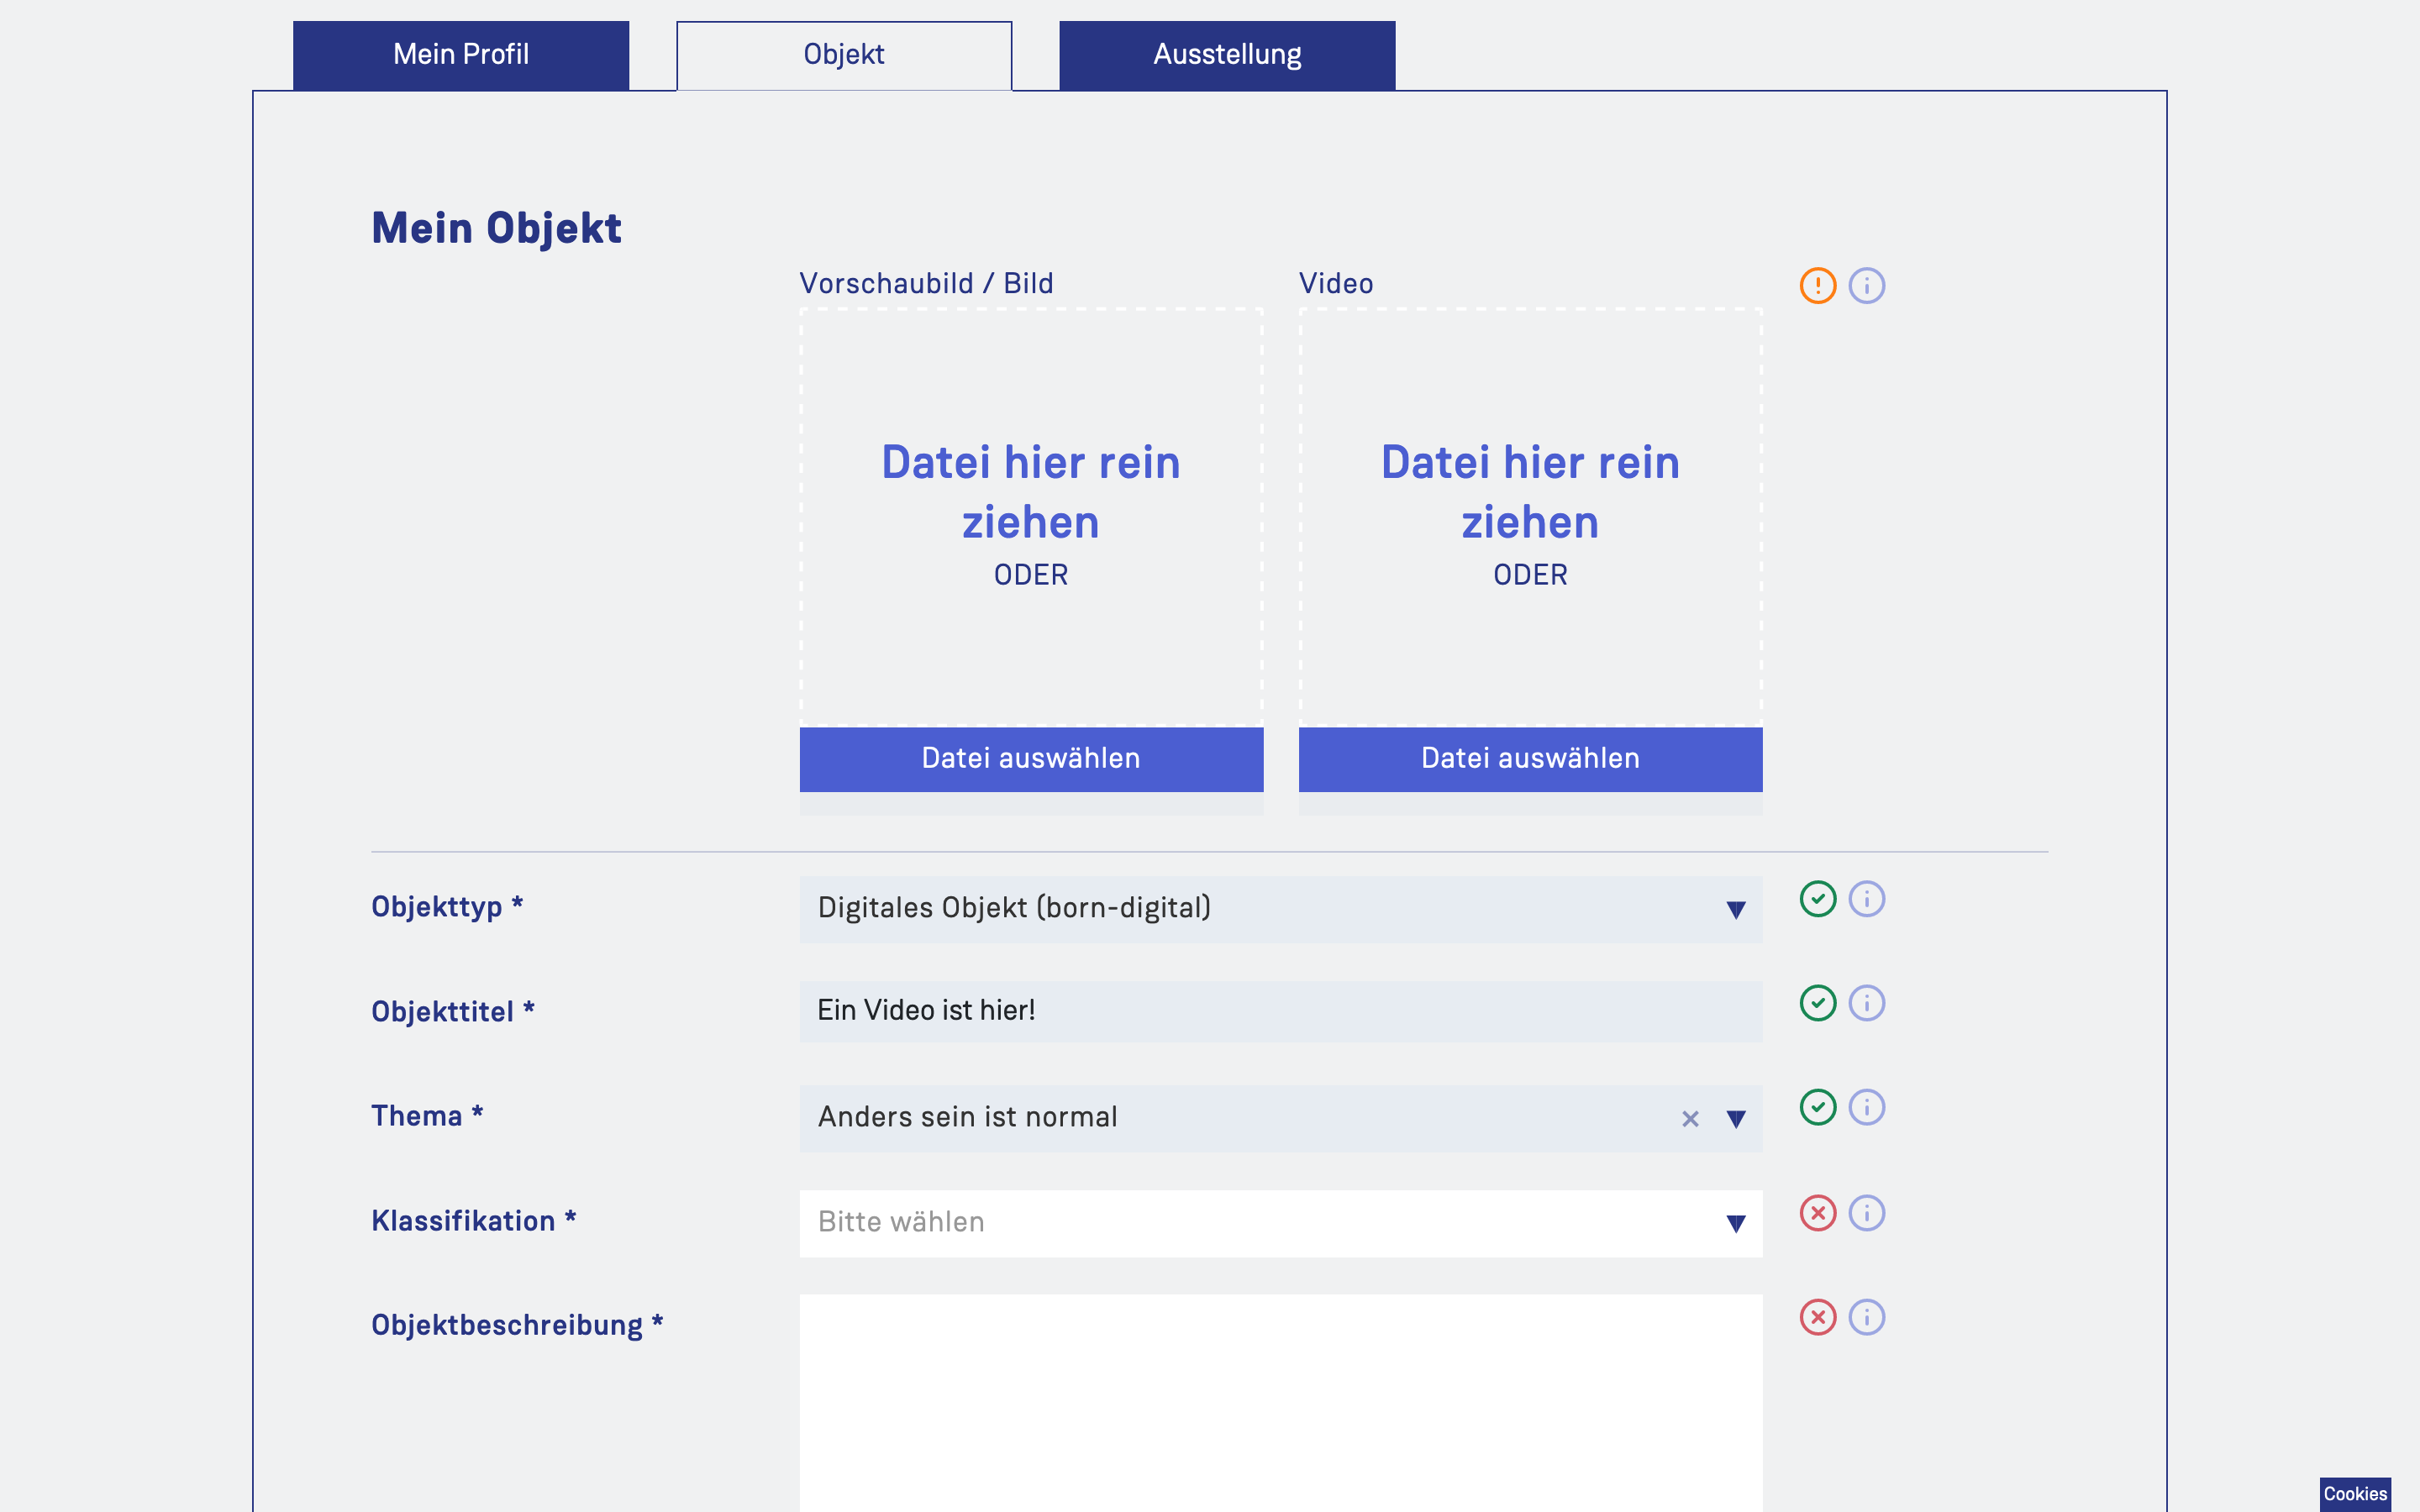 Mein Profil
Objekt
Ausstellung
Mein Objekt
Vorschaubild / Bild
Video
Datei hier rein
ziehen
ODER
Datei auswählen
Datei hier rein
ziehen
ODER
Datei auswählen
Objekttyp *
Digitales Objekt (born-digital)
Objekttitel *
Ein Video ist hier!
Thema *
Anders sein ist normal
Klassifikation *
Bitte wählen
Objektbeschreibung *
Cookies